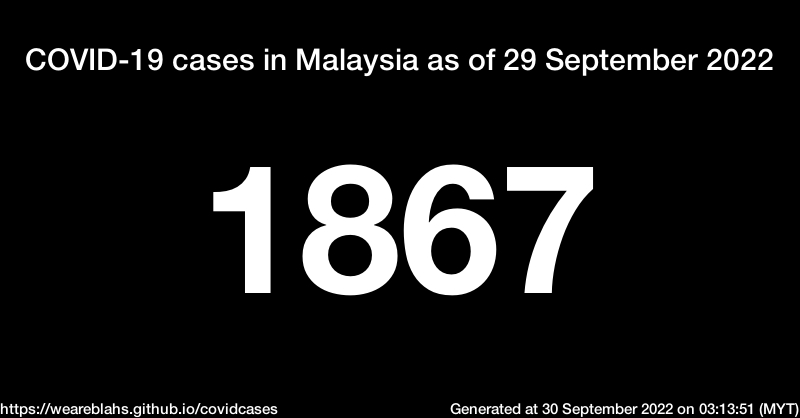 COVID-19 cases in Malaysia as of 29 September 2022
1867
https://weareblahs.github.io/covidcases
Generated at 30 September 2022 on 03:13:51 (MYT)